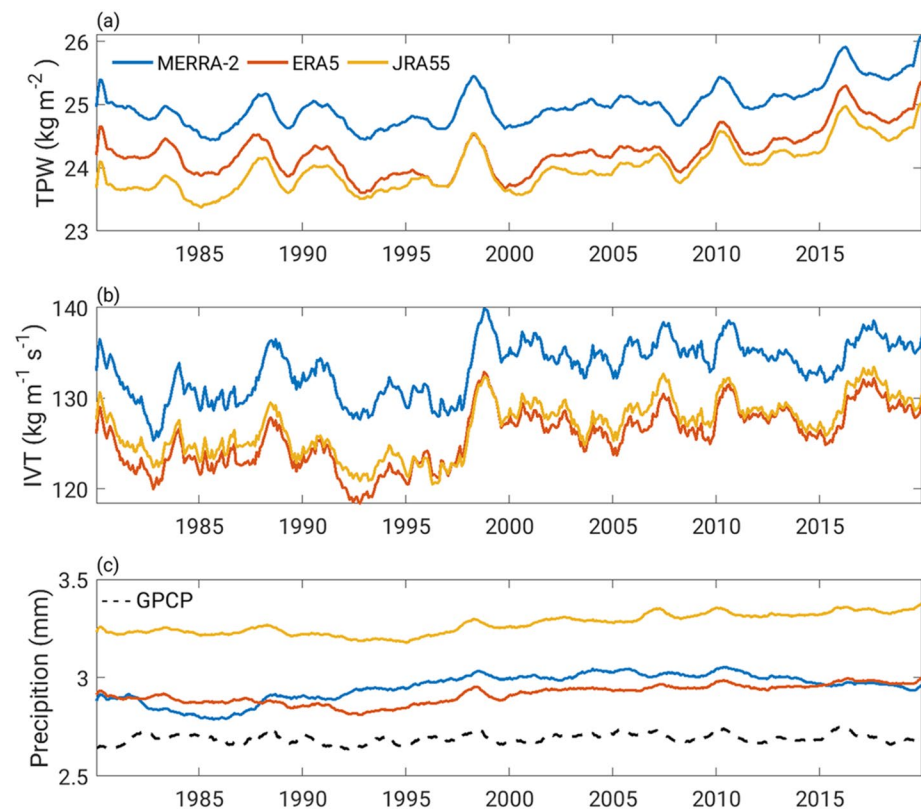 (a)
TPW (kg m-2)
26
25
24
23
MERRA-2 ERA5 JRA55
1985 1990 1995 2000 2005 2010 2015
(b)
IVT (kg m-1 s-1)
140
130
120
1985 1990 1995 2000 2005 2010 2015
(c)
Precipition (mm)
3.5
3
2.5
GPCP
1985 1990 1995 2000 2005 2010 2015